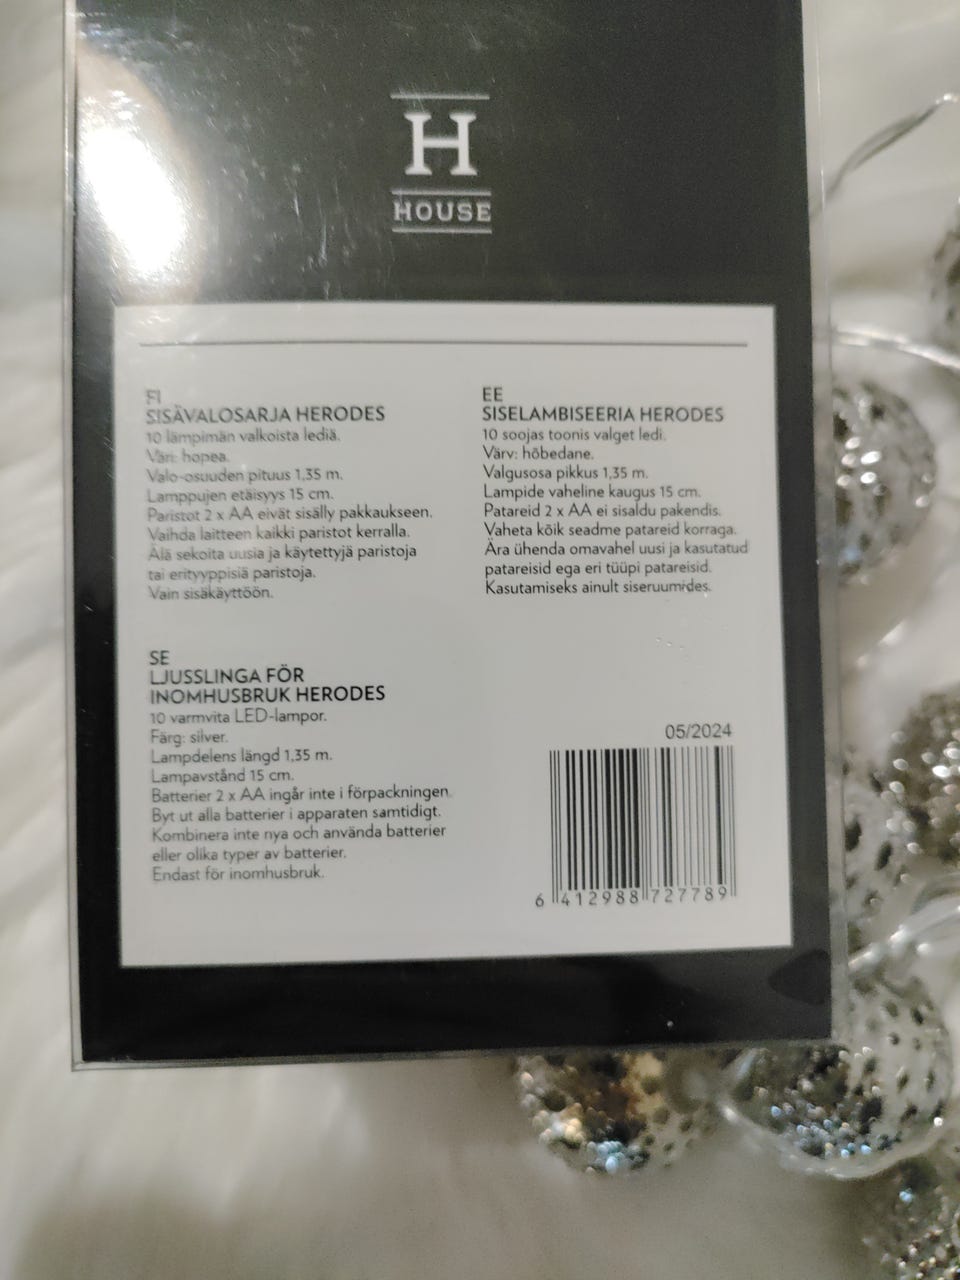 H
HOUSE
FI
SISÄVALOSARJA HERODES
10 lämpimän valkoista lediä.
Väri: hopea.
Valo-osuuden pituus 1,35 m.
Lamppujen etäisyys 15 cm.
Paristot 2 x AA eivät sisälly pakkaukseen.
Vaihda laitteen kaikki paristot kerralla.
Älä sekoita uusia ja käytettyjä paristoja
tai erityyppisiä paristoja.
Vain sisäkäyttöön.
EE
SISELAMBISEERIA HERODES
10 soojas toonis valget ledi.
Värv: hõbedane.
Valgusosa pikkus 1,35 m.
Lampide vaheline kaugus 15 cm.
Patareid 2 x AA ei sisaldu pakendis.
Vaheta kõik seadme patareid korraga.
Ära ühenda omavahel uusi ja kasutatud
patareisid ega eri tüüpi patareisid.
Kasutamiseks ainult siseruumides.
SE
LJUSSLINGA FÖR
INOMHUSBRUK HERODES
10 varmvita LED-lampor.
Färg: silver.
Lampdelens längd 1,35 m.
Lampavstånd 15 cm.
Batterier 2 x AA ingår inte i förpackningen.
Byt ut alla batterier i apparaten samtidigt.
Kombinera inte nya och använda batterier
eller olika typer av batterier.
Endast för inomhusbruk.
05/2024
6 412988 727789